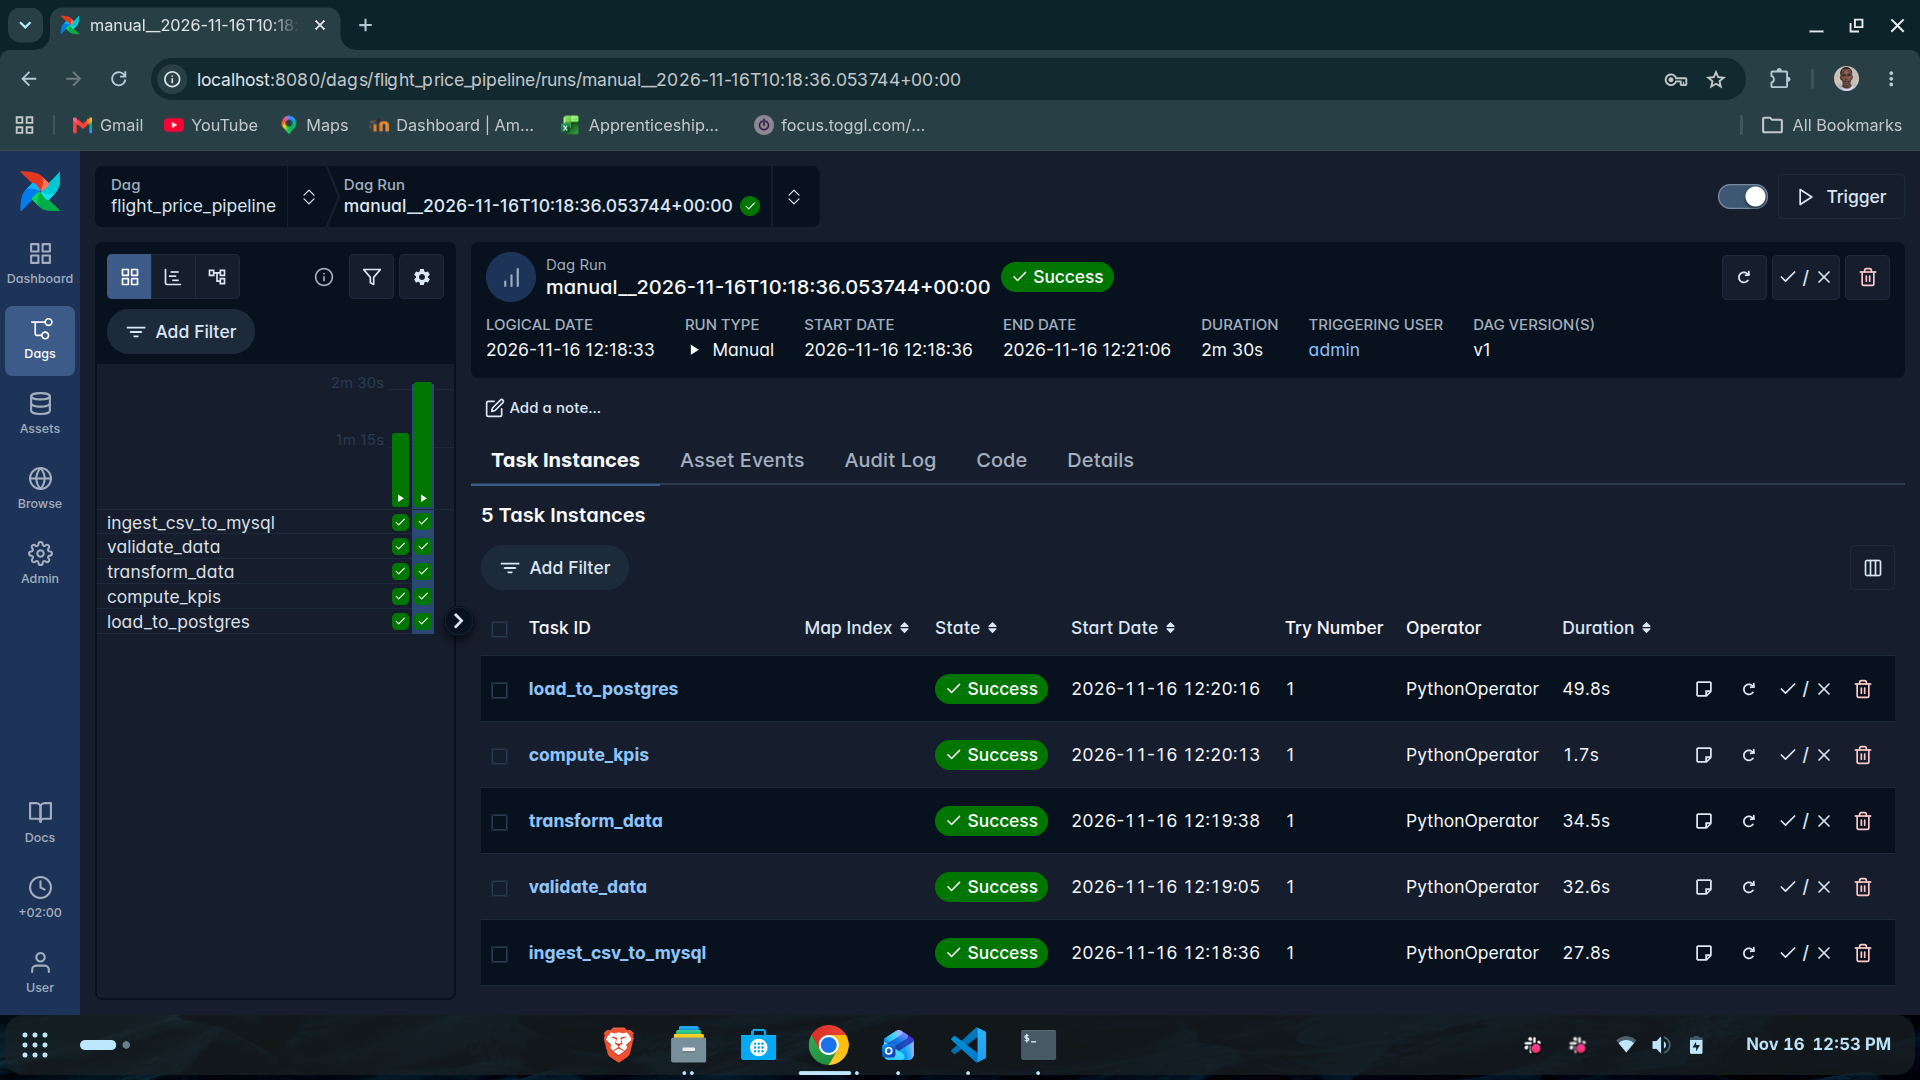 manual__2026-11-16T10:18:
localhost:8080/dags/flight_price_pipeline/runs/manual__2026-11-16T10:18:36.053744+00:00
Gmail YouTube Maps Dashboard | Am... Apprenticeship... focus.toggl.com/... All Bookmarks
Dag
flight_price_pipeline
Dag Run
manual__2026-11-16T10:18:36.053744+00:00
Trigger
Dashboard
Dags
Assets
Browse
Admin
Docs
+02:00
User
Add Filter
2m 30s
1m 15s
ingest_csv_to_mysql
validate_data
transform_data
compute_kpis
load_to_postgres
Dag Run
manual__2026-11-16T10:18:36.053744+00:00 Success
LOGICAL DATE RUN TYPE START DATE END DATE DURATION TRIGGERING USER DAG VERSION(S)
2026-11-16 12:18:33 Manual 2026-11-16 12:18:36 2026-11-16 12:21:06 2m 30s admin v1
Add a note...
Task Instances Asset Events Audit Log Code Details
5 Task Instances
Add Filter
Task ID Map Index State Start Date Try Number Operator Duration
load_to_postgres Success 2026-11-16 12:20:16 1 PythonOperator 49.8s /
compute_kpis Success 2026-11-16 12:20:13 1 PythonOperator 1.7s /
transform_data Success 2026-11-16 12:19:38 1 PythonOperator 34.5s /
validate_data Success 2026-11-16 12:19:05 1 PythonOperator 32.6s /
ingest_csv_to_mysql Success 2026-11-16 12:18:36 1 PythonOperator 27.8s /
Nov 16 12:53 PM